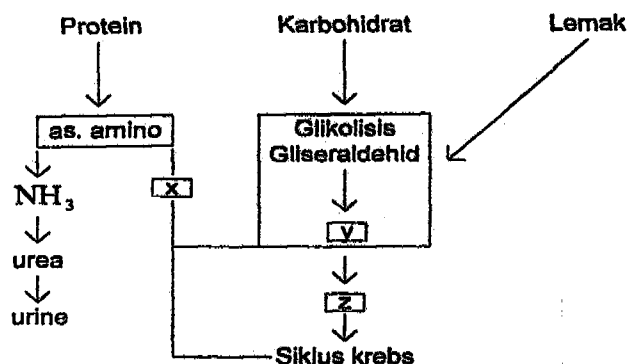 Protein
Karbohidrat
Lemak
as. amino
Glikolisis
Gliseraldehid
NH₃
x
y
urea
z
urine
Siklus krebs